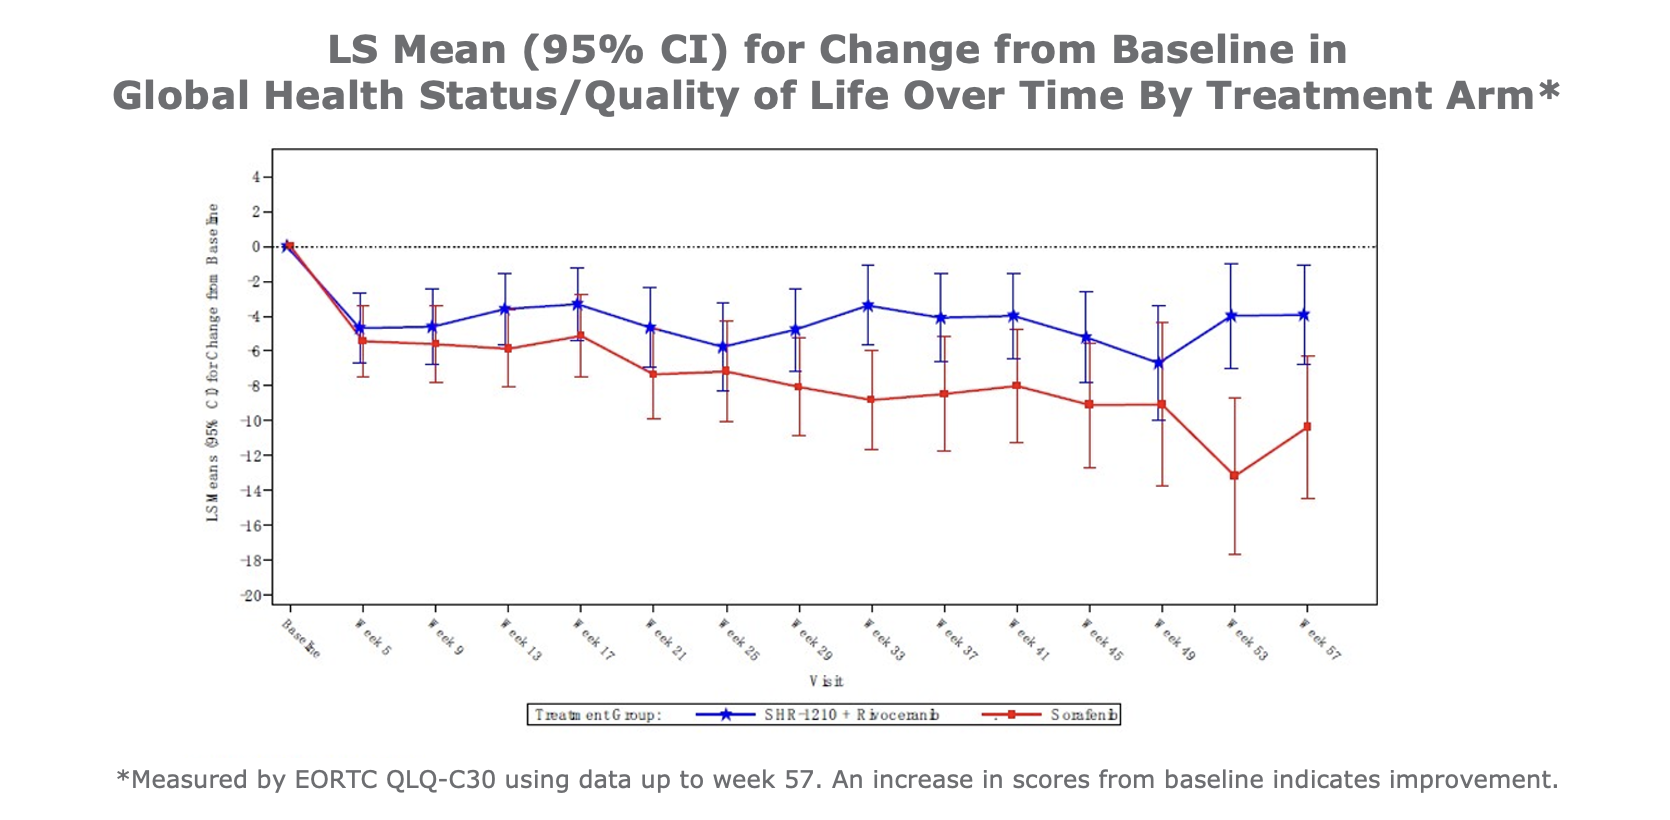 LS Mean (95% CI) for Change from Baseline in
Global Health Status/Quality of Life Over Time By Treatment Arm*
LS Means (95% CI) for Change from Baseline
4
2
0
-2
-4
-6
-8
-10
-12
-14
-16
-18
-20
Baseline
Week 5
Week 9
Week 13
Week 17
Week 21
Week 25
Week 29
Week 33
Week 37
Week 41
Week 45
Week 49
Week 53
Week 57
Visit
Treatment Group: SHR-1210 + Rivoceranib Sorafenib
*Measured by EORTC QLQ-C30 using data up to week 57. An increase in scores from baseline indicates improvement.